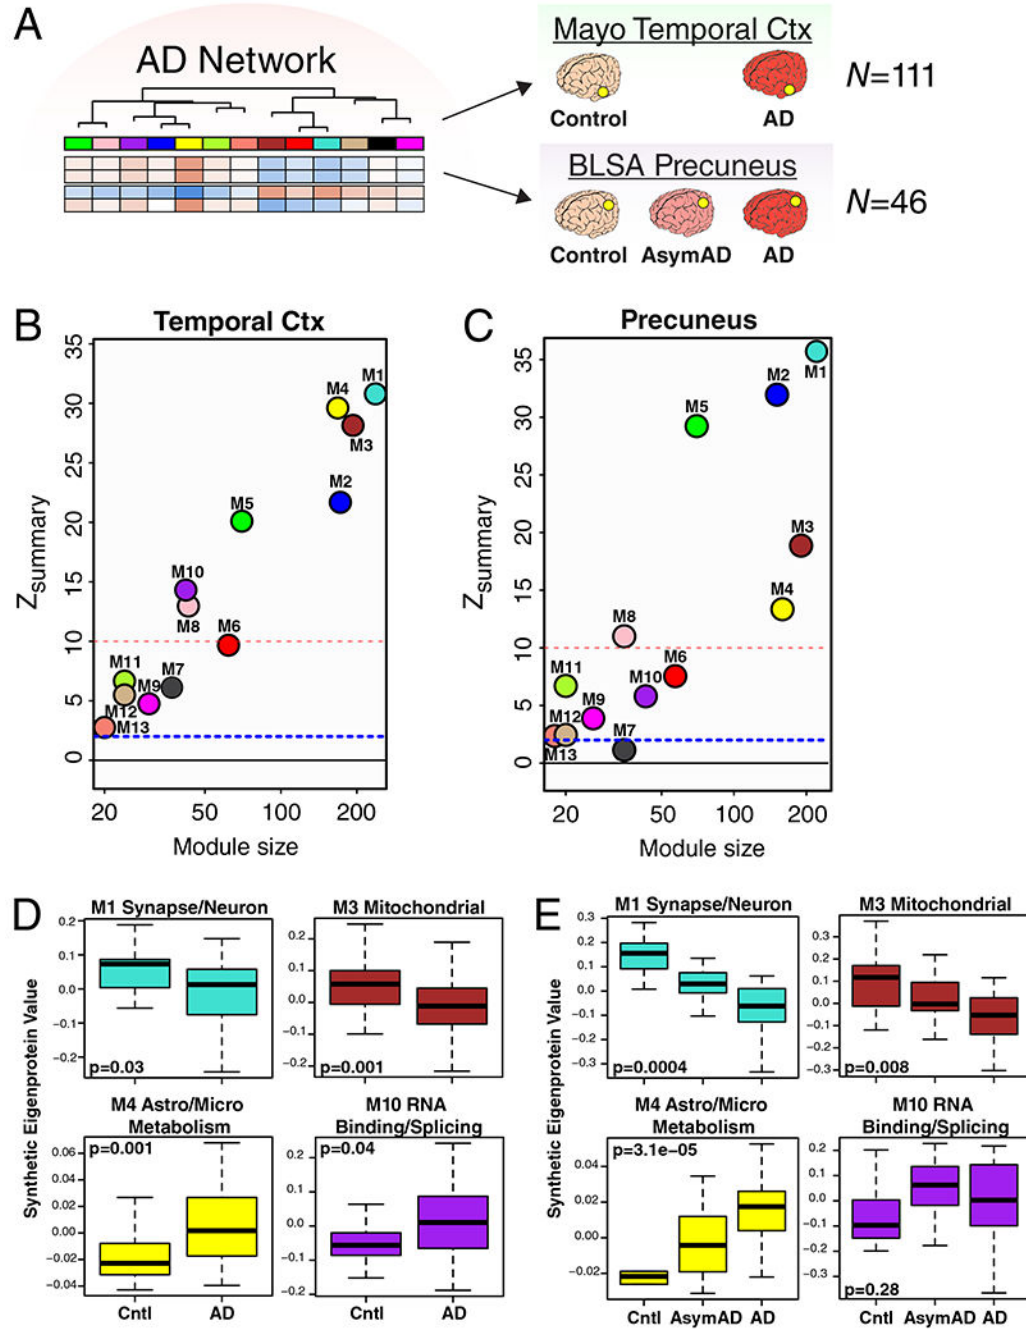 A
AD Network
Mayo Temporal Ctx
Control
AD
N=111
BLSA Precuneus
Control
AsymAD
AD
N=46
B
Temporal Ctx
35
30
25
20
15
10
5
0
Zsummary
M1
M4
M3
M2
M5
M10
M8
M6
M11
M7
M9
M12
M13
20
50
100
200
Module size
C
Precuneus
35
30
25
20
15
10
5
0
Zsummary
M1
M2
M5
M3
M4
M8
M6
M11
M10
M9
M12
M7
M13
20
50
100
200
Module size
D
Synthetic Eigenprotein Value
M1 Synapse/Neuron
0.2
0.1
0.0
−0.1
−0.2
p=0.03
M3 Mitochondrial
0.2
0.1
0.0
−0.1
−0.2
p=0.001
M4 Astro/Micro
Metabolism
0.06
0.04
0.02
0.00
−0.02
−0.04
p=0.001
Cntl
AD
M10 RNA
Binding/Splicing
0.2
0.1
0.0
−0.1
−0.2
p=0.04
Cntl
AD
E
Synthetic Eigenprotein Value
M1 Synapse/Neuron
0.3
0.2
0.1
0.0
−0.1
−0.2
−0.3
p=0.0004
M3 Mitochondrial
0.3
0.2
0.1
0.0
−0.1
−0.2
−0.3
p=0.008
M4 Astro/Micro
Metabolism
0.04
0.02
0.00
−0.02
p=3.1e−05
Cntl
AsymAD
AD
M10 RNA
Binding/Splicing
0.2
0.1
0.0
−0.1
−0.2
−0.3
p=0.28
Cntl
AsymAD
AD